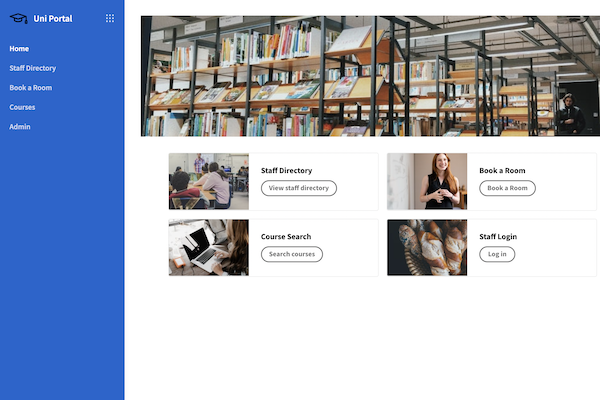 Uni Portal
Home
Staff Directory
Book a Room
Courses
Admin
Staff Directory
View staff directory
Book a Room
Book a Room
Course Search
Search courses
Staff Login
Log in